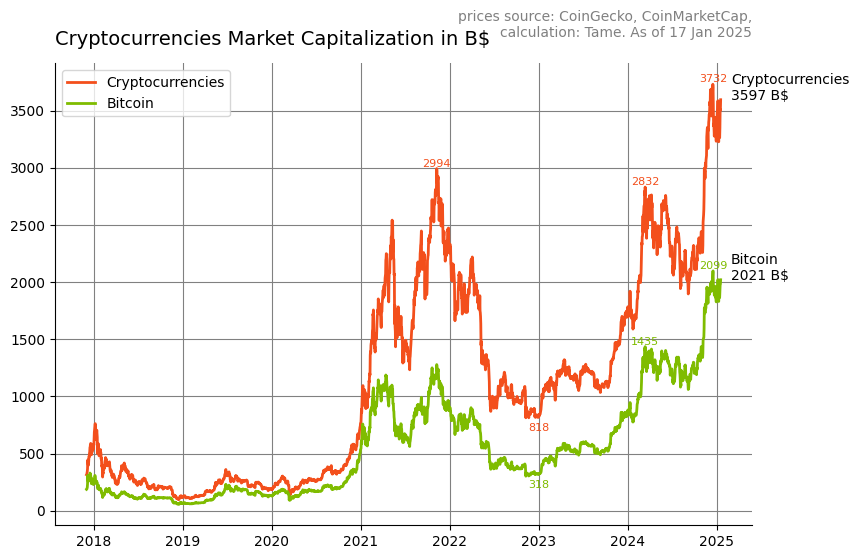 prices source: CoinGecko, CoinMarketCap,
calculation: Tame. As of 17 Jan 2025
Cryptocurrencies Market Capitalization in B$
Cryptocurrencies
Bitcoin
3732
Cryptocurrencies
3597 B$
2994
2832
Bitcoin
2021 B$
2099
1435
818
318
3500
3000
2500
2000
1500
1000
500
0
2018 2019 2020 2021 2022 2023 2024 2025